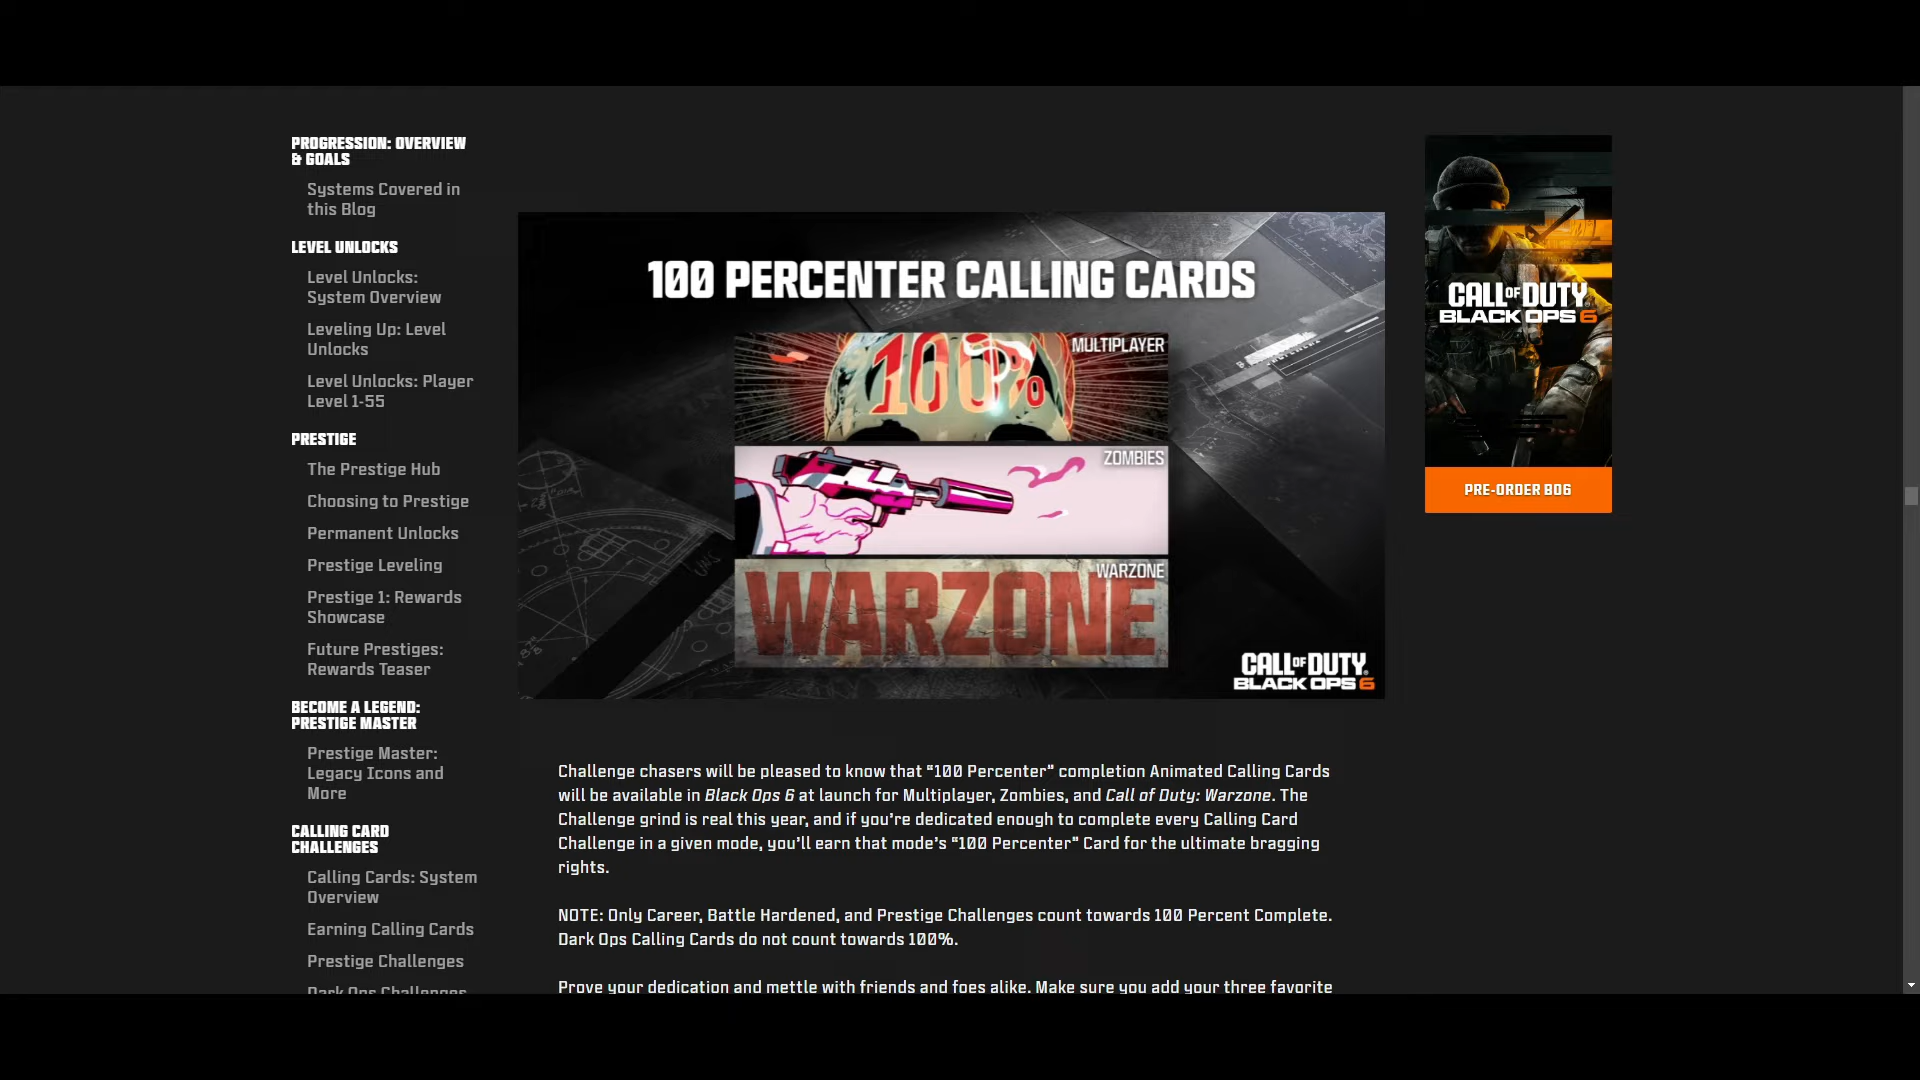 PROGRESSION: OVERVIEW
& GOALS
Systems Covered in
this Blog
LEVEL UNLOCKS
Level Unlocks:
System Overview
Leveling Up: Level
Unlocks
Level Unlocks: Player
Level 1-55
PRESTIGE
The Prestige Hub
Choosing to Prestige
Permanent Unlocks
Prestige Leveling
Prestige 1: Rewards
Showcase
Future Prestiges:
Rewards Teaser
BECOME A LEGEND:
PRESTIGE MASTER
Prestige Master:
Legacy Icons and
More
CALLING CARD
CHALLENGES
Calling Cards: System
Overview
Earning Calling Cards
Prestige Challenges
Dark Ops Challenges
100 PERCENTER CALLING CARDS
MULTIPLAYER
100%
ZOMBIES
WARZONE
WARZONE
CALL OF DUTY
BLACK OPS 6
Challenge chasers will be pleased to know that “100 Percenter” completion Animated Calling Cards
will be available in Black Ops 6 at launch for Multiplayer, Zombies, and Call of Duty: Warzone. The
Challenge grind is real this year, and if you’re dedicated enough to complete every Calling Card
Challenge in a given mode, you’ll earn that mode’s “100 Percenter” Card for the ultimate bragging
rights.
NOTE: Only Career, Battle Hardened, and Prestige Challenges count towards 100 Percent Complete.
Dark Ops Calling Cards do not count towards 100%.
Prove your dedication and mettle with friends and foes alike. Make sure you add your three favorite
CALL OF DUTY
BLACK OPS 6
PRE-ORDER BO6